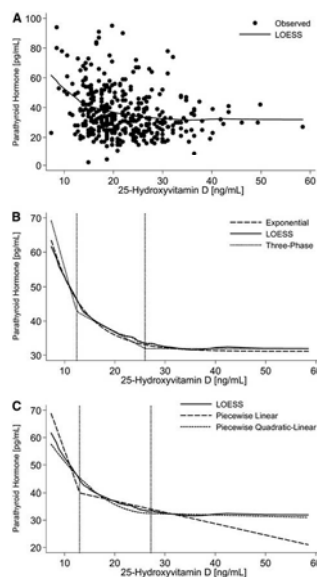 A
Observed
LOESS
Parathyroid Hormone [pg/mL]
100
80
60
40
20
0
10 20 30 40 50 60
25-Hydroxyvitamin D [ng/mL]
B
Exponential
LOESS
Three-Phase
Parathyroid Hormone [pg/mL]
70
60
50
40
30
10 20 30 40 50 60
25-Hydroxyvitamin D [ng/mL]
C
LOESS
Piecewise Linear
Piecewise Quadratic-Linear
Parathyroid Hormone [pg/mL]
70
60
50
40
30
20
10 20 30 40 50 60
25-Hydroxyvitamin D [ng/mL]